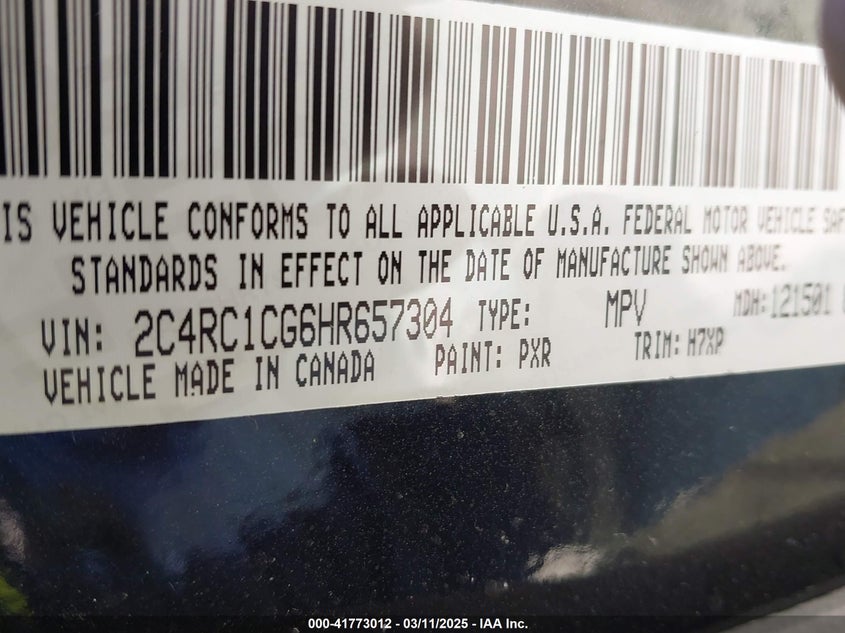 IS VEHICLE CONFORMS TO ALL APPLICABLE U.S.A. FEDERAL MOTOR VEHICLE SAF
STANDARDS IN EFFECT ON THE DATE OF MANUFACTURE SHOWN ABOVE.
VIN: 2C4RC1CG6HR657304 TYPE: MPV MDH: 121501
VEHICLE MADE IN CANADA PAINT: PXR TRIM: H7XP
000-41773012 - 03/11/2025 - IAA Inc.